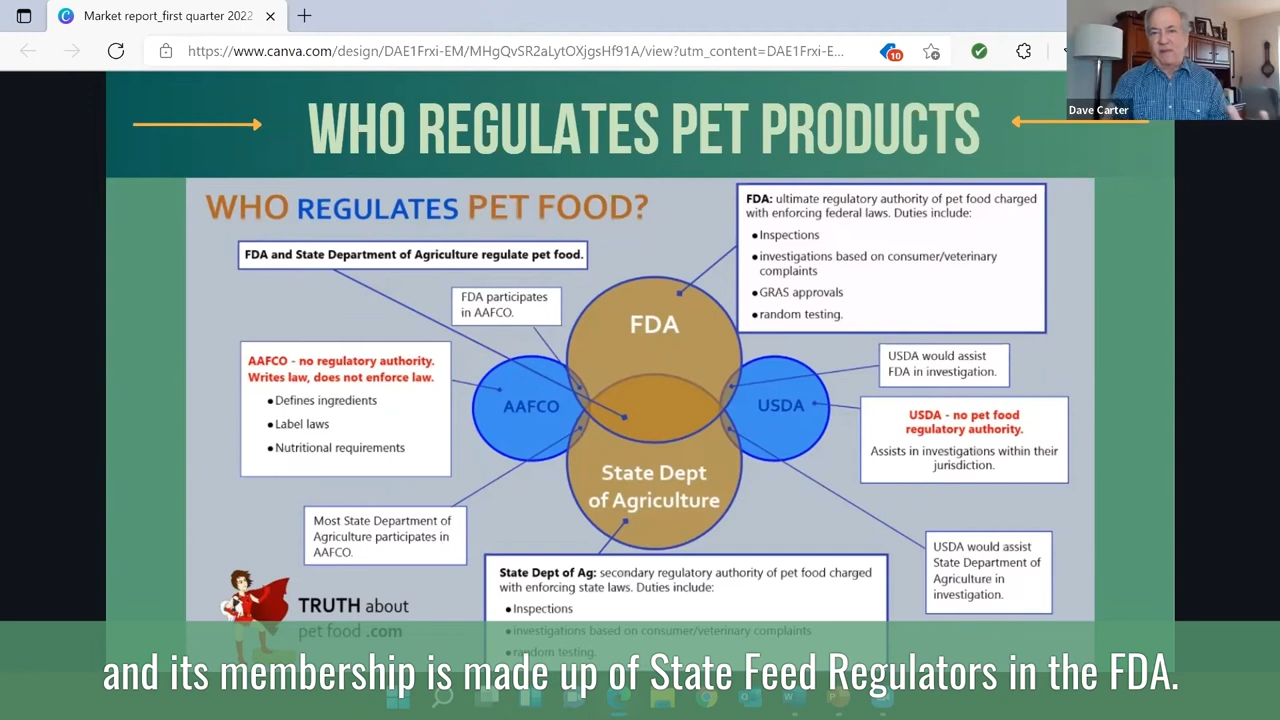 Market report_first quarter 2022
https://www.canva.com/design/DAE1Frxi-EM/MHgQvSR2aLytOXjgsHf91A/view?utm_content=DAE1Frxi-E...
10
Dave Carter
WHO REGULATES PET PRODUCTS
WHO REGULATES PET FOOD?
FDA and State Department of Agriculture regulate pet food.
FDA participates
in AAFCO.
FDA: ultimate regulatory authority of pet food charged
with enforcing federal laws. Duties include:
•Inspections
•investigations based on consumer/veterinary
complaints
•GRAS approvals
•random testing.
FDA
AAFCO - no regulatory authority.
Writes law, does not enforce law.
•Defines ingredients
•Label laws
•Nutritional requirements
AAFCO
USDA
USDA would assist
FDA in investigation.
USDA - no pet food
regulatory authority.
Assists in investigations within their
jurisdiction.
State Dept
of Agriculture
Most State Department of
Agriculture participates in
AAFCO.
USDA would assist
State Department of
Agriculture in
investigation.
State Dept of Ag: secondary regulatory authority of pet food charged
with enforcing state laws. Duties include:
•Inspections
•investigations based on consumer/veterinary complaints
•random testing.
TRUTH about
pet food .com
and its membership is made up of State Feed Regulators in the FDA.